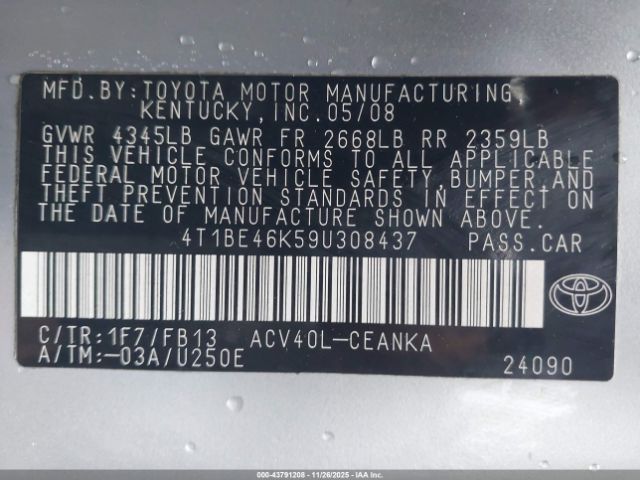 MFD.BY:TOYOTA MOTOR MANUFACTURING,
KENTUCKY,INC.05/08
GVWR 4345LB GAWR FR 2668LB RR 2359LB
THIS VEHICLE CONFORMS TO ALL APPLICABLE
FEDERAL MOTOR VEHICLE SAFETY,BUMPER,AND
THEFT PREVENTION STANDARDS IN EFFECT ON
THE DATE OF MANUFACTURE SHOWN ABOVE.
4T1BE46K59U308437 PASS.CAR
C/TR:1F7/FB13 ACV40L-CEANKA
A/TM:-03A/U250E 24090
000-43791208 - 11/26/2025 - IAAI.COM